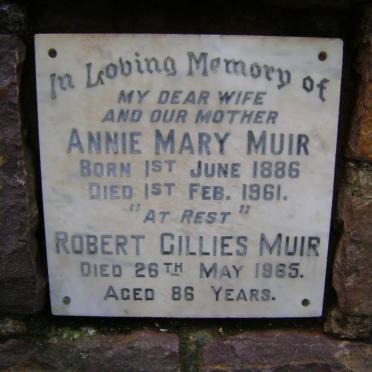 In Loving Memory of
MY DEAR WIFE
AND OUR MOTHER
ANNIE MARY MUIR
BORN 1ST JUNE 1886
DIED 1ST FEB. 1961.
"AT REST"
ROBERT GILLIES MUIR
DIED 26TH MAY 1965.
AGED 86 YEARS.